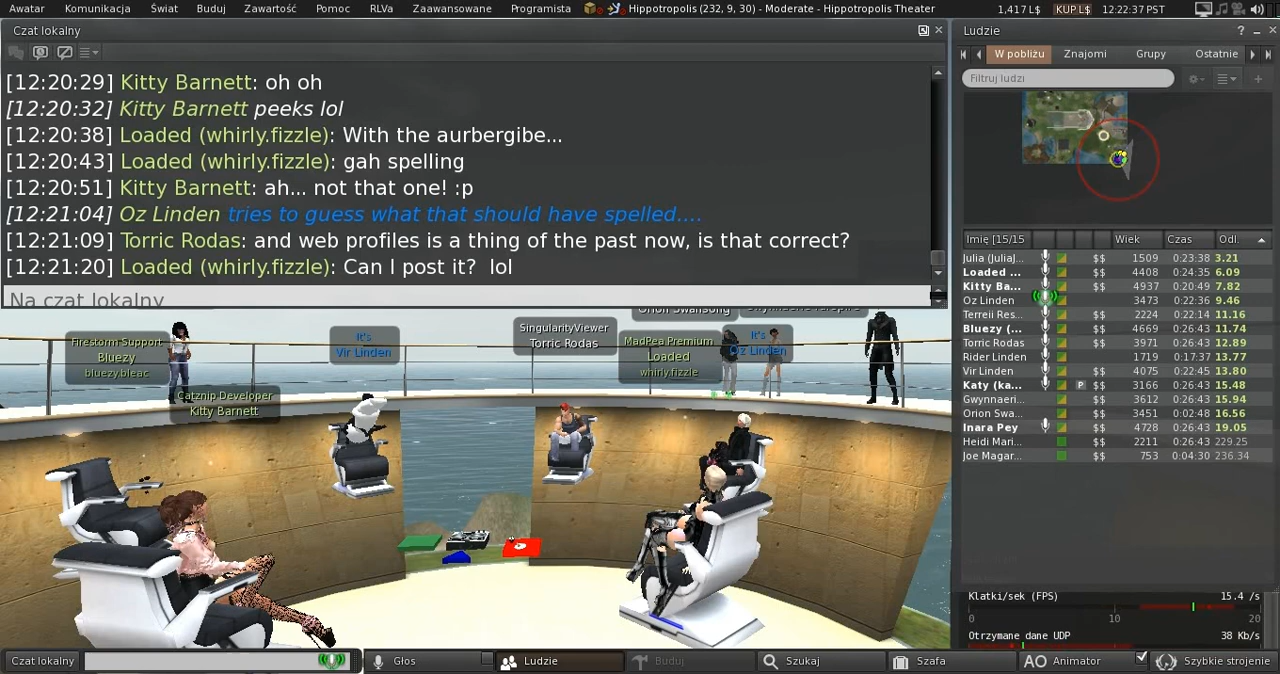 Awatar Komunikacja Świat Buduj Zawartość Pomoc RLVa Zaawansowane Programista Hippotropolis (232, 9, 30) - Moderate - Hippotropolis Theater 1,417 L$ KUP L$ 12:22:37 PST
Czat lokalny
[12:20:29] Kitty Barnett: oh oh
[12:20:32] Kitty Barnett peeks lol
[12:20:38] Loaded (whirly.fizzle): With the aurbergibe...
[12:20:43] Loaded (whirly.fizzle): gah spelling
[12:20:51] Kitty Barnett: ah... not that one! :p
[12:21:04] Oz Linden tries to guess what that should have spelled....
[12:21:09] Torric Rodas: and web profiles is a thing of the past now, is that correct?
[12:21:20] Loaded (whirly.fizzle): Can I post it? lol
Na czat lokalny
Ludzie
W pobliżu Znajomi Grupy Ostatnie
Filtruj ludzi
Imię [15/15 Wiek Czas Odl.
Julia (JuliaJ... $$ 1509 0:23:38 3.21
Loaded ... $$ 4408 0:24:35 6.09
Kitty Ba... $$ 4937 0:20:49 7.82
Oz Linden 3473 0:22:36 9.46
Terreii Res... $$ 2224 0:22:14 11.16
Bluezy (... $$ 4669 0:26:43 11.74
Torric Rodas $$ 3971 0:26:43 12.89
Rider Linden 1719 0:17:37 13.77
Vir Linden $$ 4075 0:22:45 13.80
Katy (ka... P $$ 3166 0:26:43 15.48
Gwynnaeri... $$ 3612 0:26:43 15.94
Orion Swa... $$ 3451 0:02:48 16.56
Inara Pey $$ 4728 0:26:43 19.05
Heidi Mari... $$ 2211 0:26:43 229.25
Joe Magar... $$ 753 0:04:30 236.34
Klatki/sek (FPS) 15.4 /s
0 10 20
Otrzymane dane UDP 38 Kb/s
Orion Swansong
Firestorm Support
Bluezy
bluezy.bleac
Catznip Developer
Kitty Barnett
It's
Vir Linden
SingularityViewer
Torric Rodas
MadPea Premium
Loaded
whirly.fizzle
It's
Oz Linden
Czat lokalny Głos Ludzie Buduj Szukaj Szafa AO Animator Szybkie strojenie